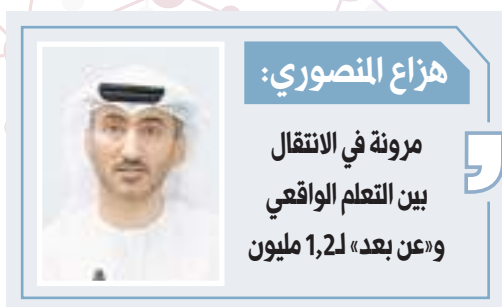 هزاع المنصوري:
مرونة في الانتقال
بين التعلم الواقعي
و«عن بعد» لـ1,2 مليون